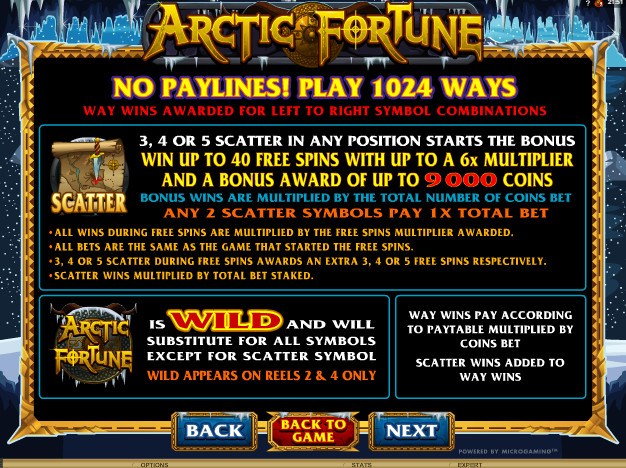 21:51
ARCTIC FORTUNE
NO PAYLINES! PLAY 1024 WAYS
WAY WINS AWARDED FOR LEFT TO RIGHT SYMBOL COMBINATIONS
SCATTER
3, 4 OR 5 SCATTER IN ANY POSITION STARTS THE BONUS
WIN UP TO 40 FREE SPINS WITH UP TO A 6x MULTIPLIER
AND A BONUS AWARD OF UP TO 9000 COINS
BONUS WINS ARE MULTIPLIED BY THE TOTAL NUMBER OF COINS BET
ANY 2 SCATTER SYMBOLS PAY 1X TOTAL BET
•ALL WINS DURING FREE SPINS ARE MULTIPLIED BY THE FREE SPINS MULTIPLIER AWARDED.
•ALL BETS ARE THE SAME AS THE GAME THAT STARTED THE FREE SPINS.
•3, 4 OR 5 SCATTER DURING FREE SPINS AWARDS AN EXTRA 3, 4 OR 5 FREE SPINS RESPECTIVELY.
•SCATTER WINS MULTIPLIED BY TOTAL BET STAKED.
ARCTIC
FORTUNE
IS WILD AND WILL
SUBSTITUTE FOR ALL SYMBOLS
EXCEPT FOR SCATTER SYMBOL
WILD APPEARS ON REELS 2 & 4 ONLY
WAY WINS PAY ACCORDING
TO PAYTABLE MULTIPLIED BY
COINS BET
SCATTER WINS ADDED TO
WAY WINS
BACK
BACK TO
GAME
NEXT
POWERED BY MICROGAMING™
OPTIONS
STATS
EXPERT